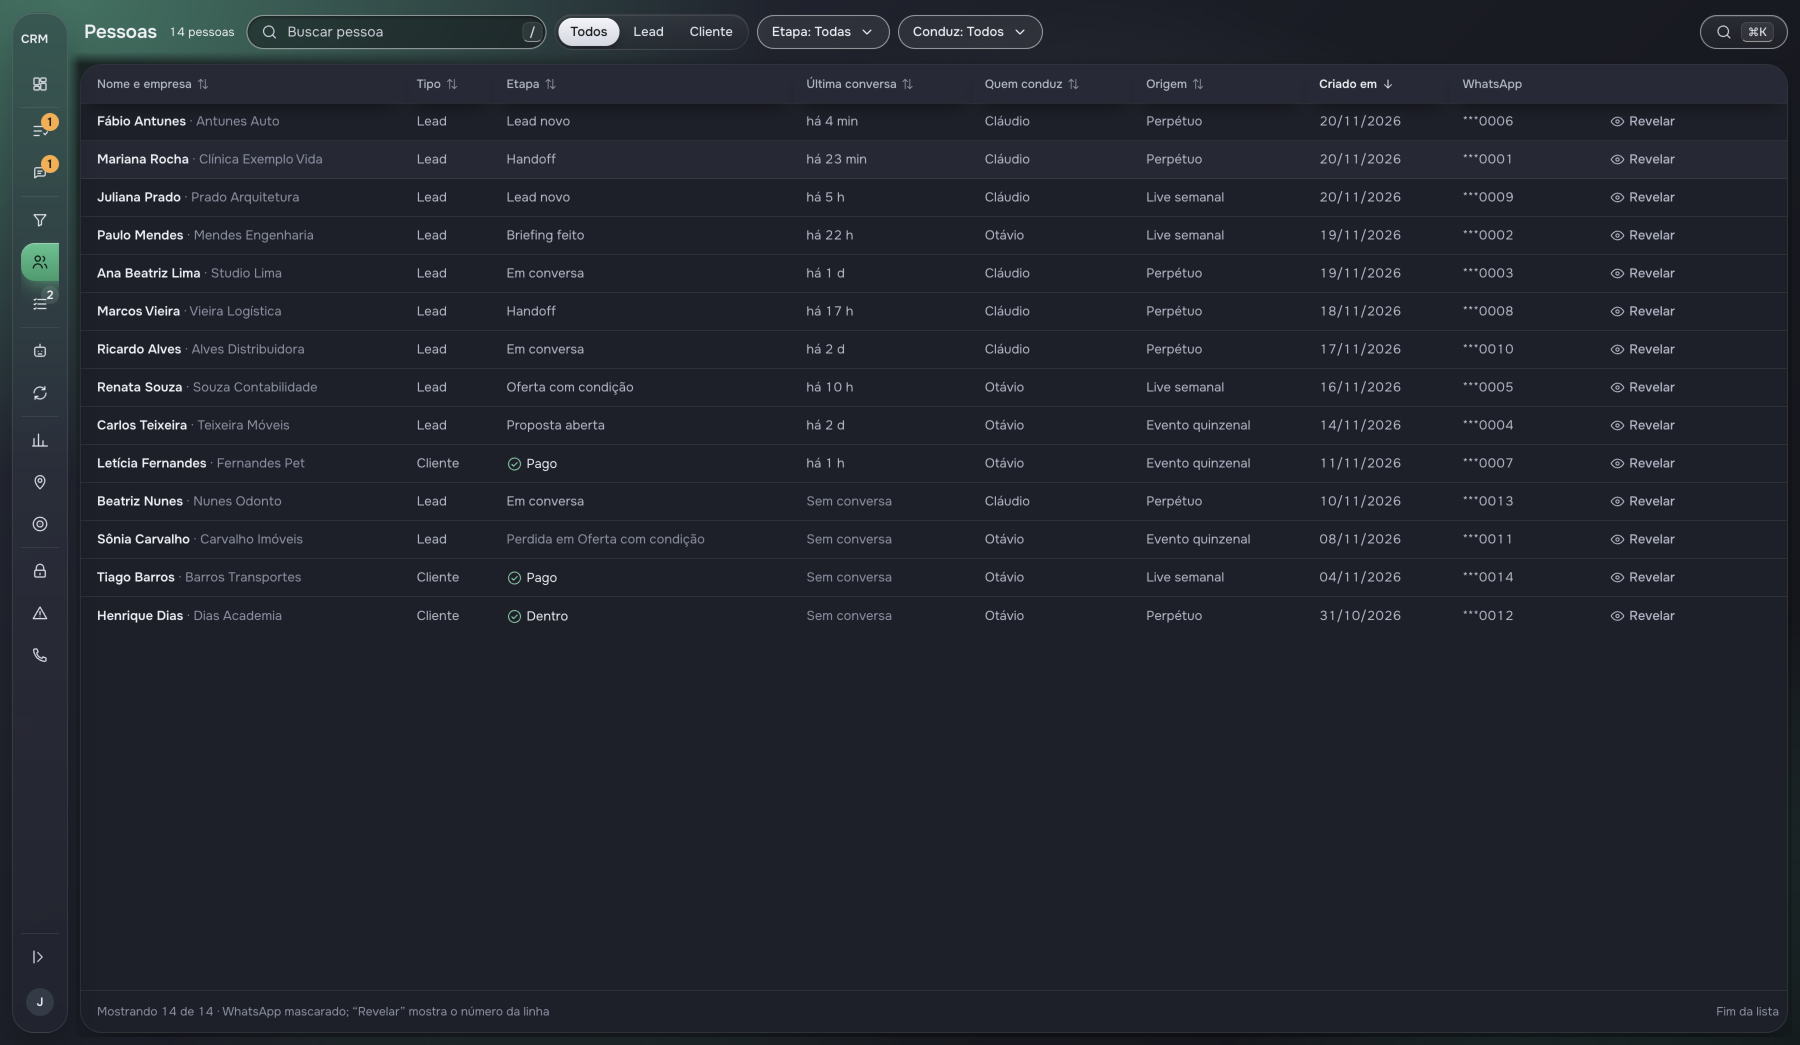 CRM
Pessoas 14 pessoas Buscar pessoa / Todos Lead Cliente Etapa: Todas Conduz: Todos ⌘K
Nome e empresa Tipo Etapa Última conversa Quem conduz Origem Criado em WhatsApp
Fábio Antunes · Antunes Auto Lead Lead novo há 4 min Cláudio Perpétuo 20/11/2026 ***0006 Revelar
1
Mariana Rocha · Clínica Exemplo Vida Lead Handoff há 23 min Cláudio Perpétuo 20/11/2026 ***0001 Revelar
1
Juliana Prado · Prado Arquitetura Lead Lead novo há 5 h Cláudio Live semanal 20/11/2026 ***0009 Revelar
Paulo Mendes · Mendes Engenharia Lead Briefing feito há 22 h Otávio Live semanal 19/11/2026 ***0002 Revelar
Ana Beatriz Lima · Studio Lima Lead Em conversa há 1 d Cláudio Perpétuo 19/11/2026 ***0003 Revelar
2
Marcos Vieira · Vieira Logística Lead Handoff há 17 h Cláudio Perpétuo 18/11/2026 ***0008 Revelar
Ricardo Alves · Alves Distribuidora Lead Em conversa há 2 d Cláudio Perpétuo 17/11/2026 ***0010 Revelar
Renata Souza · Souza Contabilidade Lead Oferta com condição há 10 h Otávio Live semanal 16/11/2026 ***0005 Revelar
Carlos Teixeira · Teixeira Móveis Lead Proposta aberta há 2 d Otávio Evento quinzenal 14/11/2026 ***0004 Revelar
Letícia Fernandes · Fernandes Pet Cliente Pago há 1 h Otávio Evento quinzenal 11/11/2026 ***0007 Revelar
Beatriz Nunes · Nunes Odonto Lead Em conversa Sem conversa Cláudio Perpétuo 10/11/2026 ***0013 Revelar
Sônia Carvalho · Carvalho Imóveis Lead Perdida em Oferta com condição Sem conversa Otávio Evento quinzenal 08/11/2026 ***0011 Revelar
Tiago Barros · Barros Transportes Cliente Pago Sem conversa Otávio Live semanal 04/11/2026 ***0014 Revelar
Henrique Dias · Dias Academia Cliente Dentro Sem conversa Otávio Perpétuo 31/10/2026 ***0012 Revelar
J
Mostrando 14 de 14 · WhatsApp mascarado; “Revelar” mostra o número da linha Fim da lista